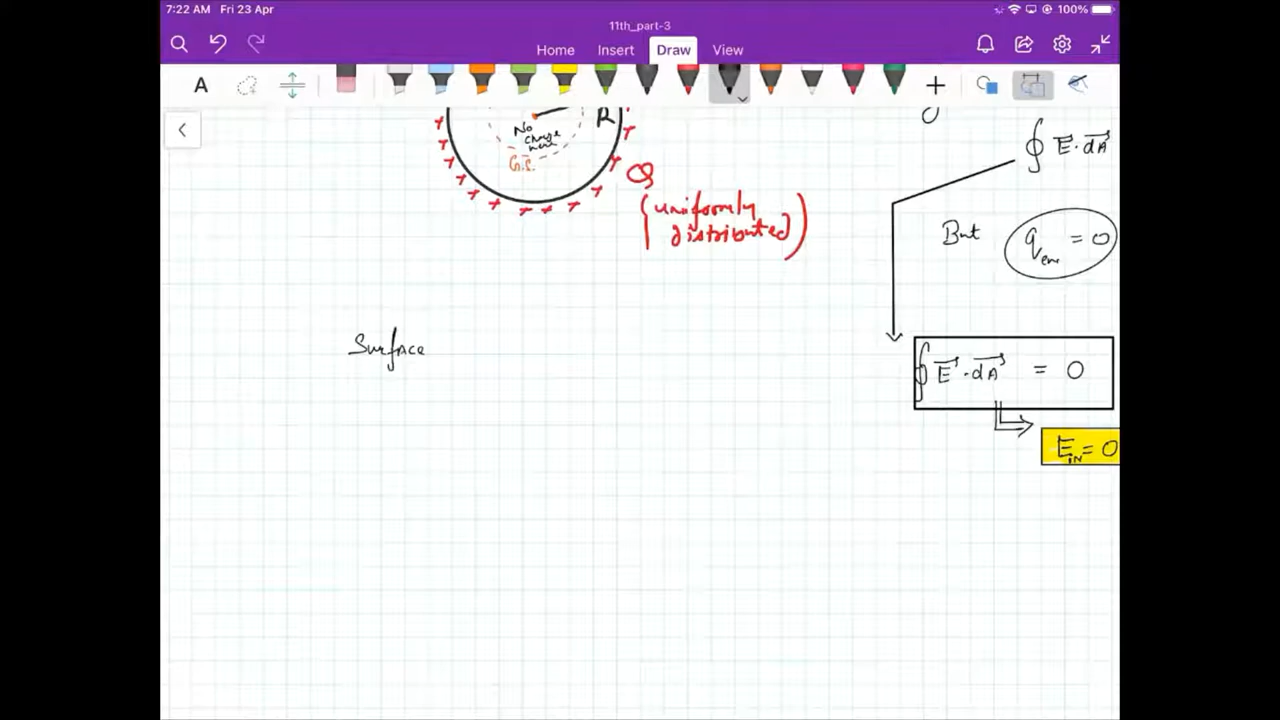 7:22 AM Fri 23 Apr
100%
11th_part-3
Home Insert Draw View
A
R
No
charge
here
G.S.
Q
(uniformly
distributed)
∮ E⃗·dA⃗
But q_enc = 0
Surface
∮ E⃗·dA⃗ = 0
E_IN = 0